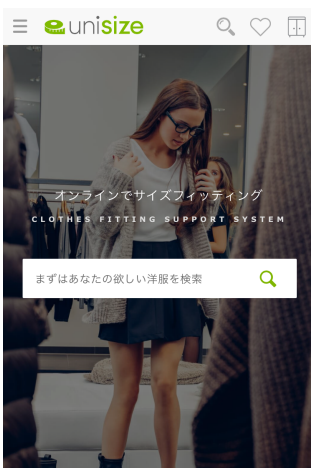 unisize
オンラインでサイズフィッティング
CLOTHES FITTING SUPPORT SYSTEM
まずはあなたの欲しい洋服を検索